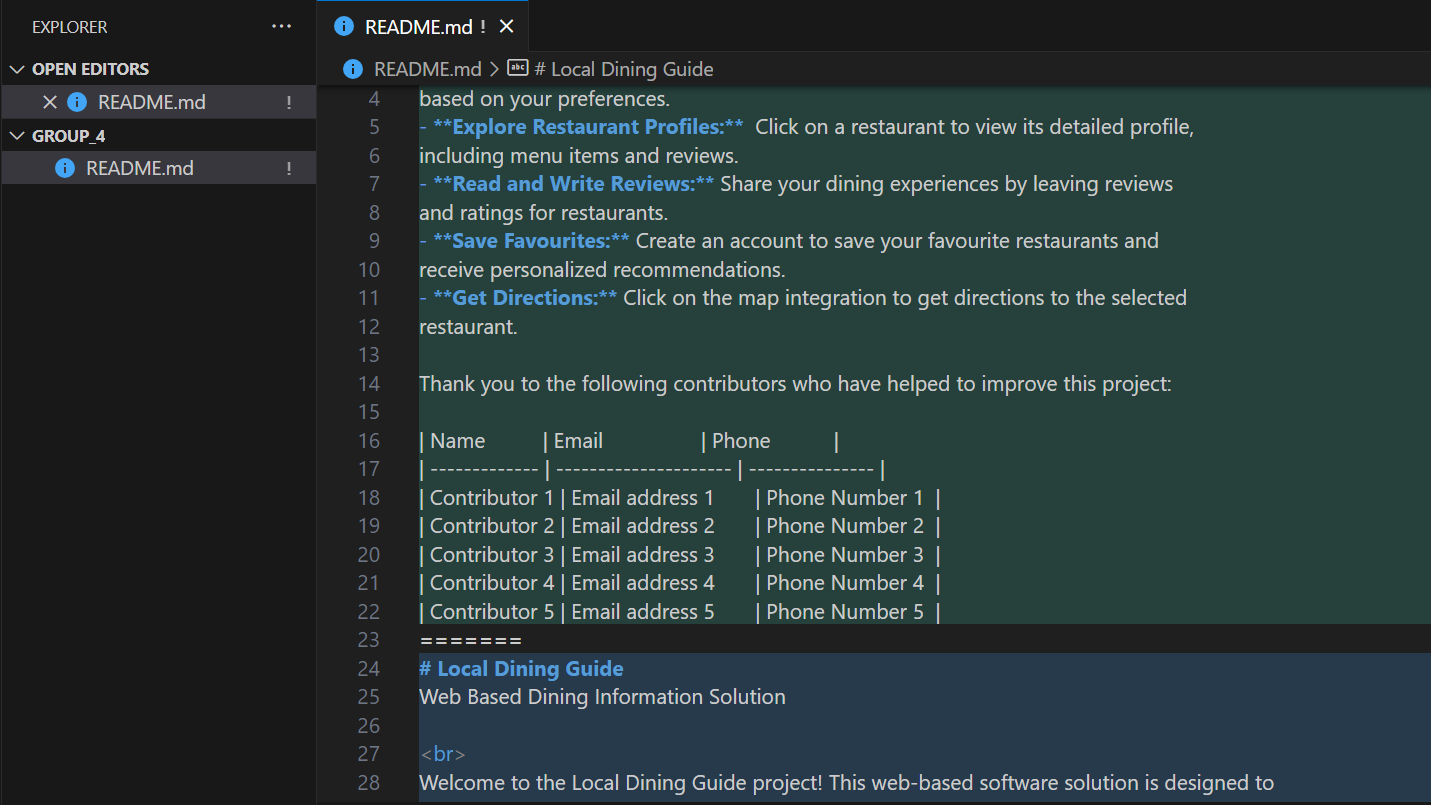 EXPLORER ···
OPEN EDITORS
README.md !
GROUP_4
README.md !
README.md !
README.md > # Local Dining Guide
4 based on your preferences.
5 - **Explore Restaurant Profiles:**  Click on a restaurant to view its detailed profile,
6 including menu items and reviews.
7 - **Read and Write Reviews:** Share your dining experiences by leaving reviews
8 and ratings for restaurants.
9 - **Save Favourites:** Create an account to save your favourite restaurants and
10 receive personalized recommendations.
11 - **Get Directions:** Click on the map integration to get directions to the selected
12 restaurant.
13
14 Thank you to the following contributors who have helped to improve this project:
15
16 | Name | Email | Phone |
17 | ------------- | --------------------- | --------------- |
18 | Contributor 1 | Email address 1 | Phone Number 1 |
19 | Contributor 2 | Email address 2 | Phone Number 2 |
20 | Contributor 3 | Email address 3 | Phone Number 3 |
21 | Contributor 4 | Email address 4 | Phone Number 4 |
22 | Contributor 5 | Email address 5 | Phone Number 5 |
23 =======
24 # Local Dining Guide
25 Web Based Dining Information Solution
26
27 <br>
28 Welcome to the Local Dining Guide project! This web-based software solution is designed to